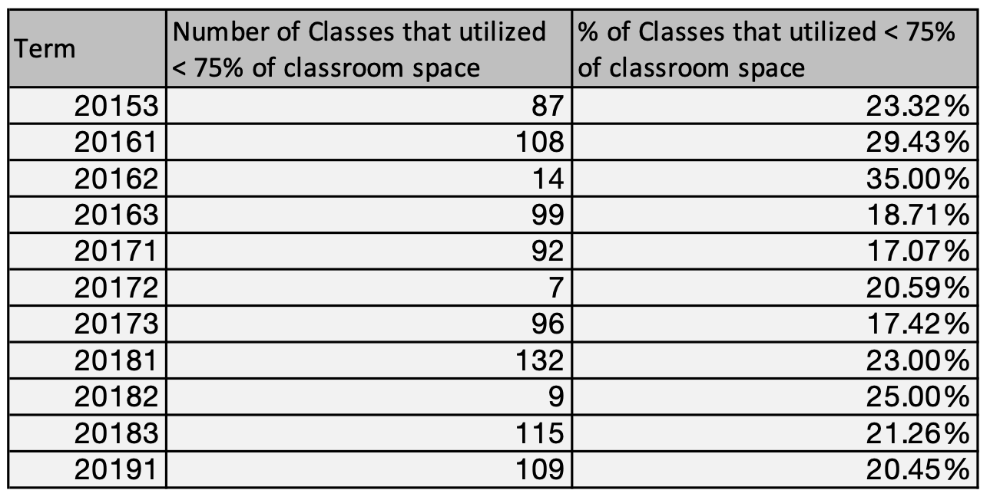 Term
Number of Classes that utilized
< 75% of classroom space
% of Classes that utilized < 75%
of classroom space
20153 87 23.32%
20161 108 29.43%
20162 14 35.00%
20163 99 18.71%
20171 92 17.07%
20172 7 20.59%
20173 96 17.42%
20181 132 23.00%
20182 9 25.00%
20183 115 21.26%
20191 109 20.45%